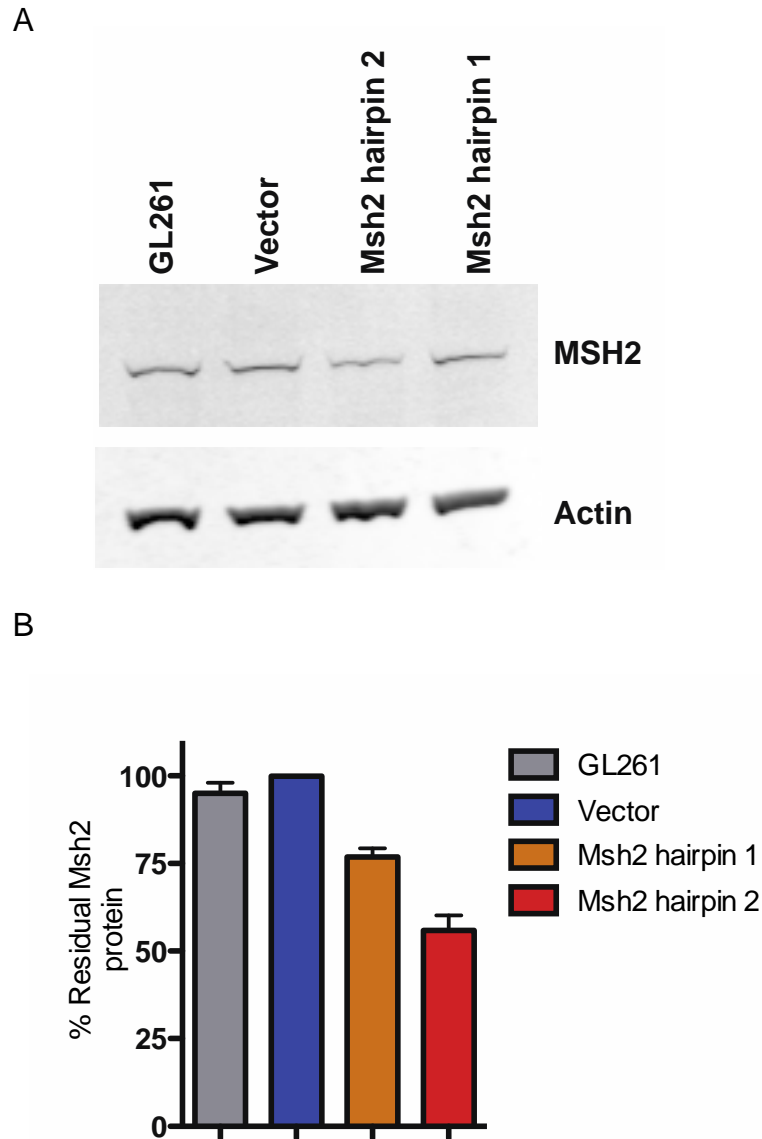 A
GL261
Vector
Msh2 hairpin 2
Msh2 hairpin 1
MSH2
Actin
B
% Residual Msh2
protein
100
75
50
25
0
GL261
Vector
Msh2 hairpin 1
Msh2 hairpin 2